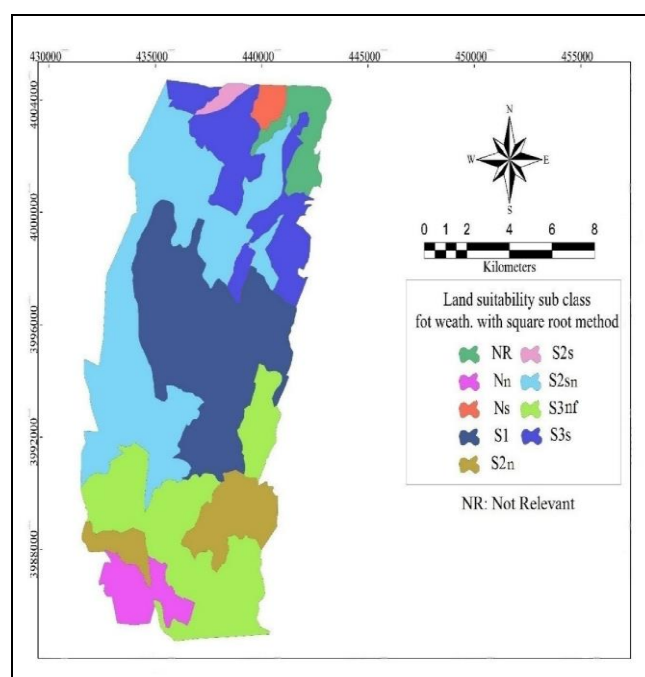 430000 435000 440000 445000 450000 455000
4004000
4000000
3996000
3992000
3988000
N
W E
S
0 1 2 4 6 8
Kilometers
Land suitability sub class
fot weath. with square root method
NR S2s
Nn S2sn
Ns S3nf
S1 S3s
S2n
NR: Not Relevant